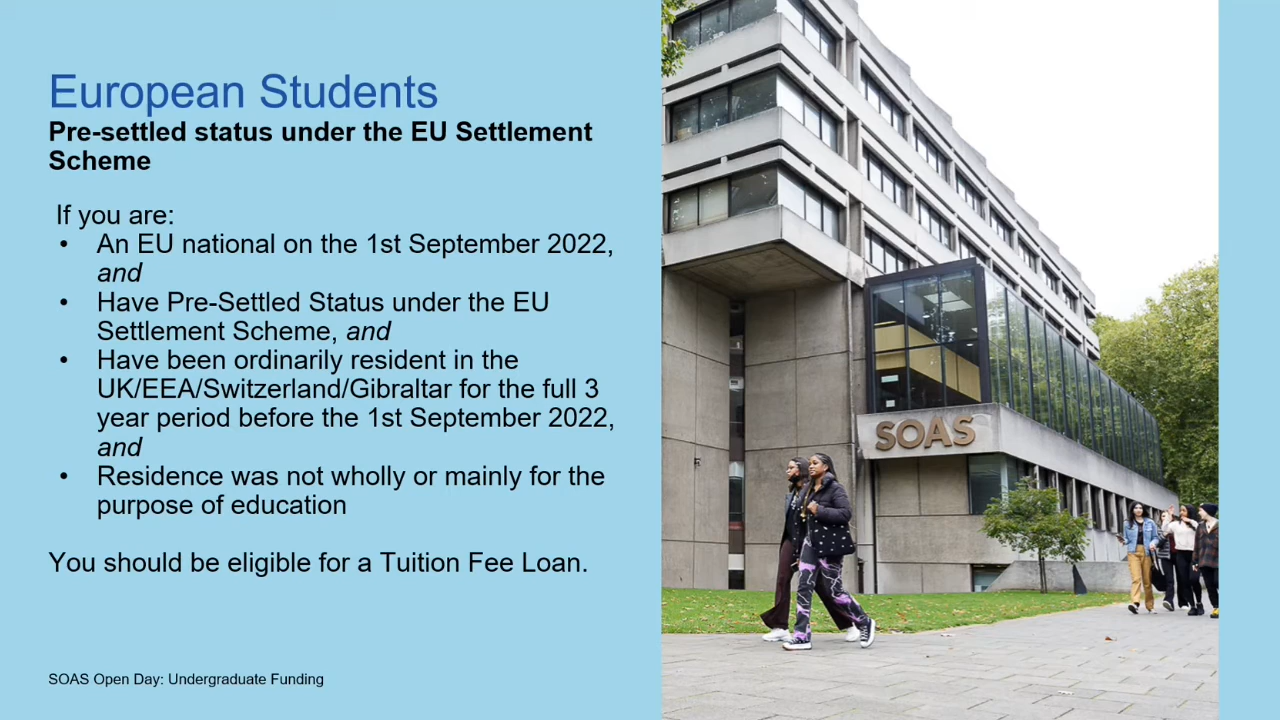 European Students
Pre-settled status under the EU Settlement
Scheme
If you are:
• An EU national on the 1st September 2022,
and
• Have Pre-Settled Status under the EU
Settlement Scheme, and
• Have been ordinarily resident in the
UK/EEA/Switzerland/Gibraltar for the full 3
year period before the 1st September 2022,
and
• Residence was not wholly or mainly for the
purpose of education
You should be eligible for a Tuition Fee Loan.
SOAS Open Day: Undergraduate Funding
SOAS